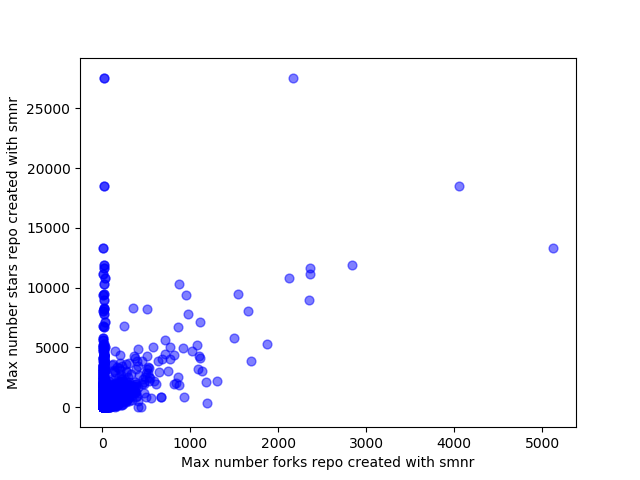 25000
20000
15000
10000
5000
0
Max number stars repo created with smnr
0 1000 2000 3000 4000 5000
Max number forks repo created with smnr